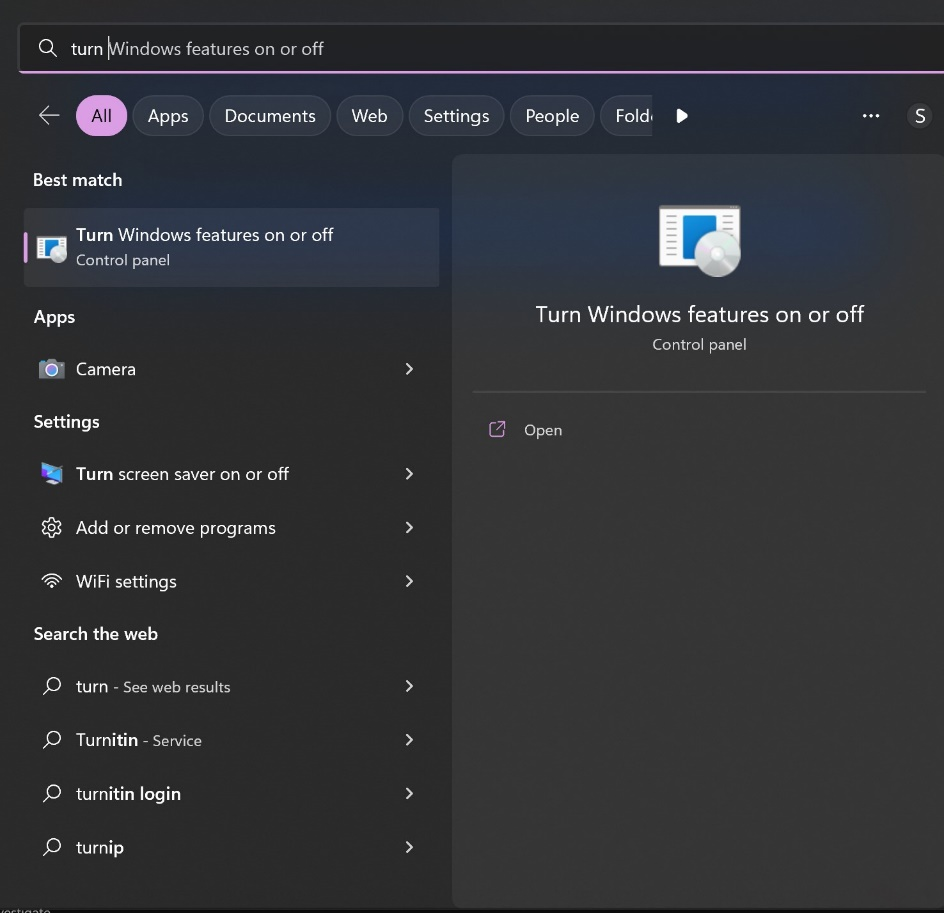 turn Windows features on or off
All Apps Documents Web Settings People Folde ... S
Best match
Turn Windows features on or off
Control panel
Apps
Camera
Settings
Turn screen saver on or off
Add or remove programs
WiFi settings
Search the web
turn - See web results
Turnitin - Service
turnitin login
turnip
Turn Windows features on or off
Control panel
Open